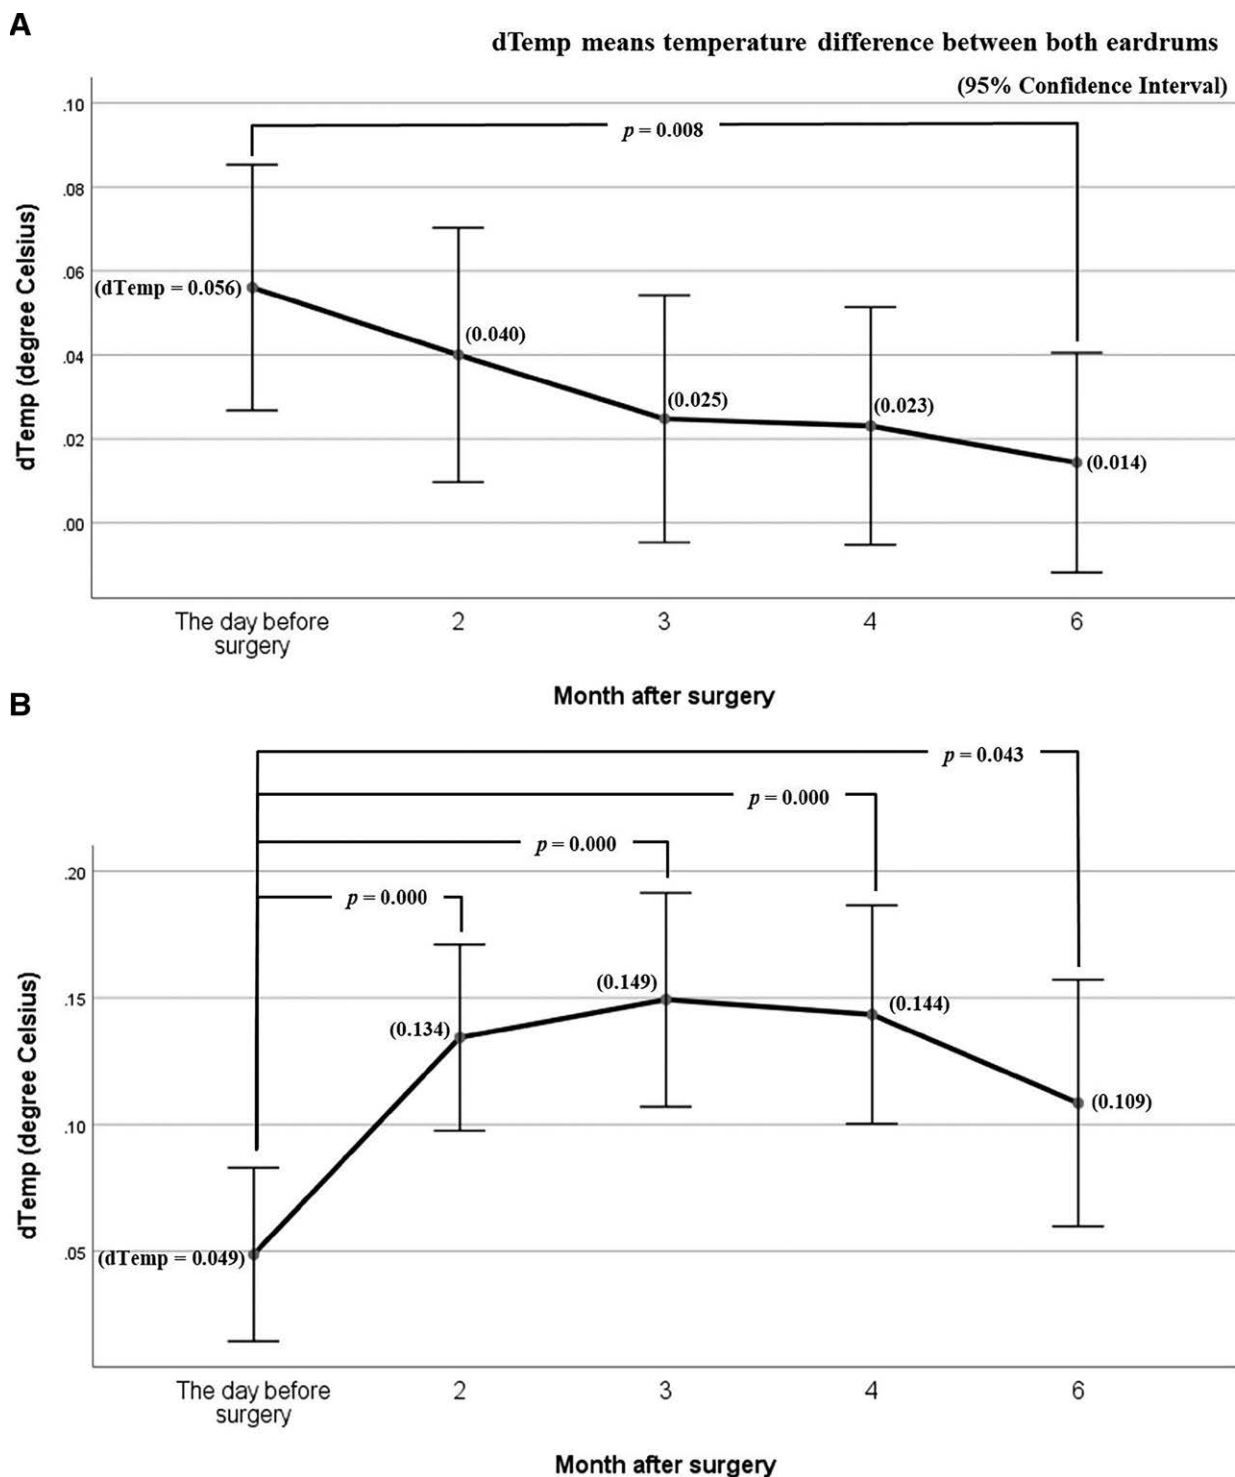 A
dTemp means temperature difference between both eardrums
(95% Confidence Interval)
.10
p = 0.008
.08
dTemp (degree Celsius)
.06
(dTemp = 0.056)
(0.040)
.04
(0.025)
(0.023)
.02
(0.014)
.00
The day before
surgery
2
3
4
6
Month after surgery
B
p = 0.043
p = 0.000
p = 0.000
.20
p = 0.000
dTemp (degree Celsius)
(0.149)
.15
(0.144)
(0.134)
.10
(0.109)
.05
(dTemp = 0.049)
The day before
surgery
2
3
4
6
Month after surgery